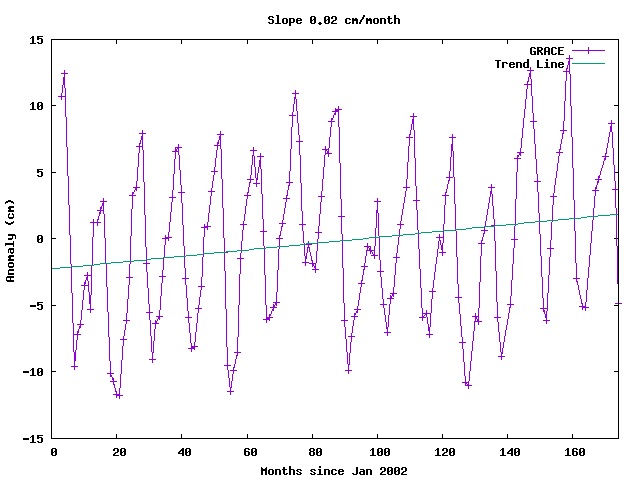 Slope 0.02 cm/month
15
GRACE
Trend Line
10
5
0
-5
-10
-15
Anomaly (cm)
0 20 40 60 80 100 120 140 160
Months since Jan 2002